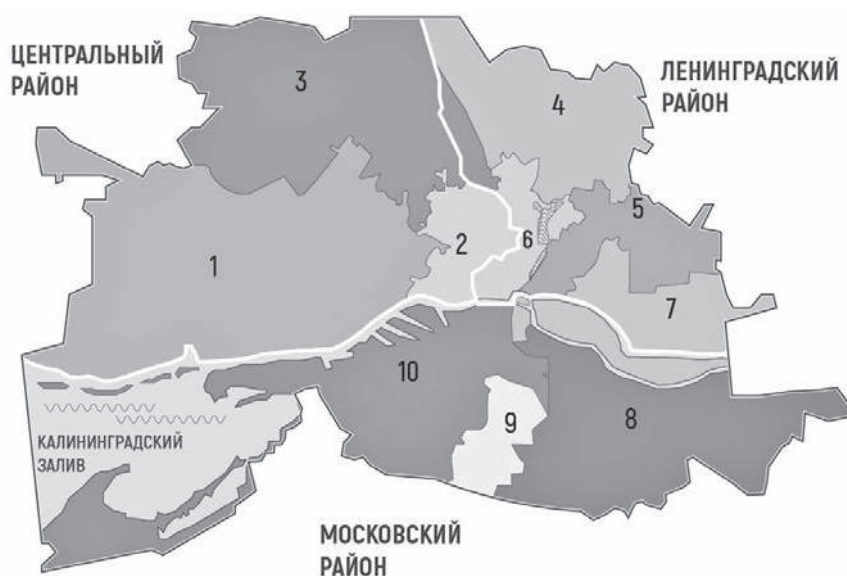 ЦЕНТРАЛЬНЫЙ
РАЙОН
3
4
ЛЕНИНГРАДСКИЙ
РАЙОН
5
6
2
1
7
10
9
8
КАЛИНИНГРАДСКИЙ
ЗАЛИВ
МОСКОВСКИЙ
РАЙОН